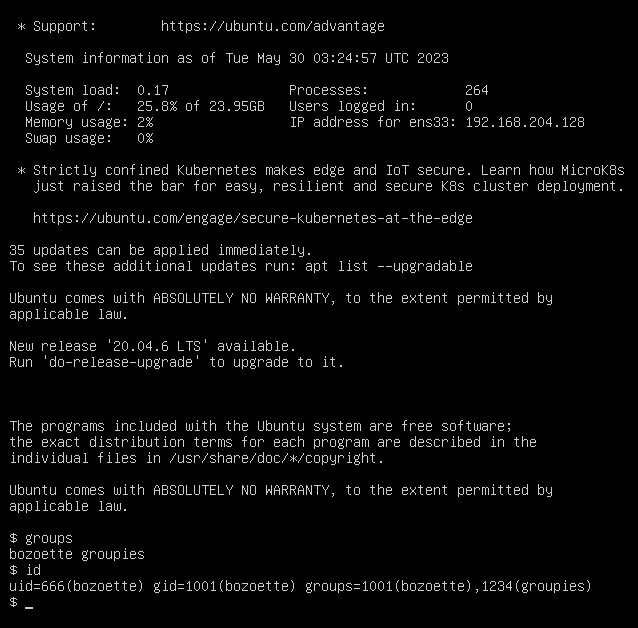 * Support:        https://ubuntu.com/advantage
System information as of Tue May 30 03:24:57 UTC 2023
System load:  0.17               Processes:            264
Usage of /:   25.8% of 23.95GB   Users logged in:      0
Memory usage: 2%                 IP address for ens33: 192.168.204.128
Swap usage:   0%
* Strictly confined Kubernetes makes edge and IoT secure. Learn how MicroK8s
just raised the bar for easy, resilient and secure K8s cluster deployment.
https://ubuntu.com/engage/secure-kubernetes-at-the-edge
35 updates can be applied immediately.
To see these additional updates run: apt list --upgradable
Ubuntu comes with ABSOLUTELY NO WARRANTY, to the extent permitted by
applicable law.
New release '20.04.6 LTS' available.
Run 'do-release-upgrade' to upgrade to it.
The programs included with the Ubuntu system are free software;
the exact distribution terms for each program are described in the
individual files in /usr/share/doc/*/copyright.
Ubuntu comes with ABSOLUTELY NO WARRANTY, to the extent permitted by
applicable law.
$ groups
bozoette groupies
$ id
uid=666(bozoette) gid=1001(bozoette) groups=1001(bozoette),1234(groupies)
$ _